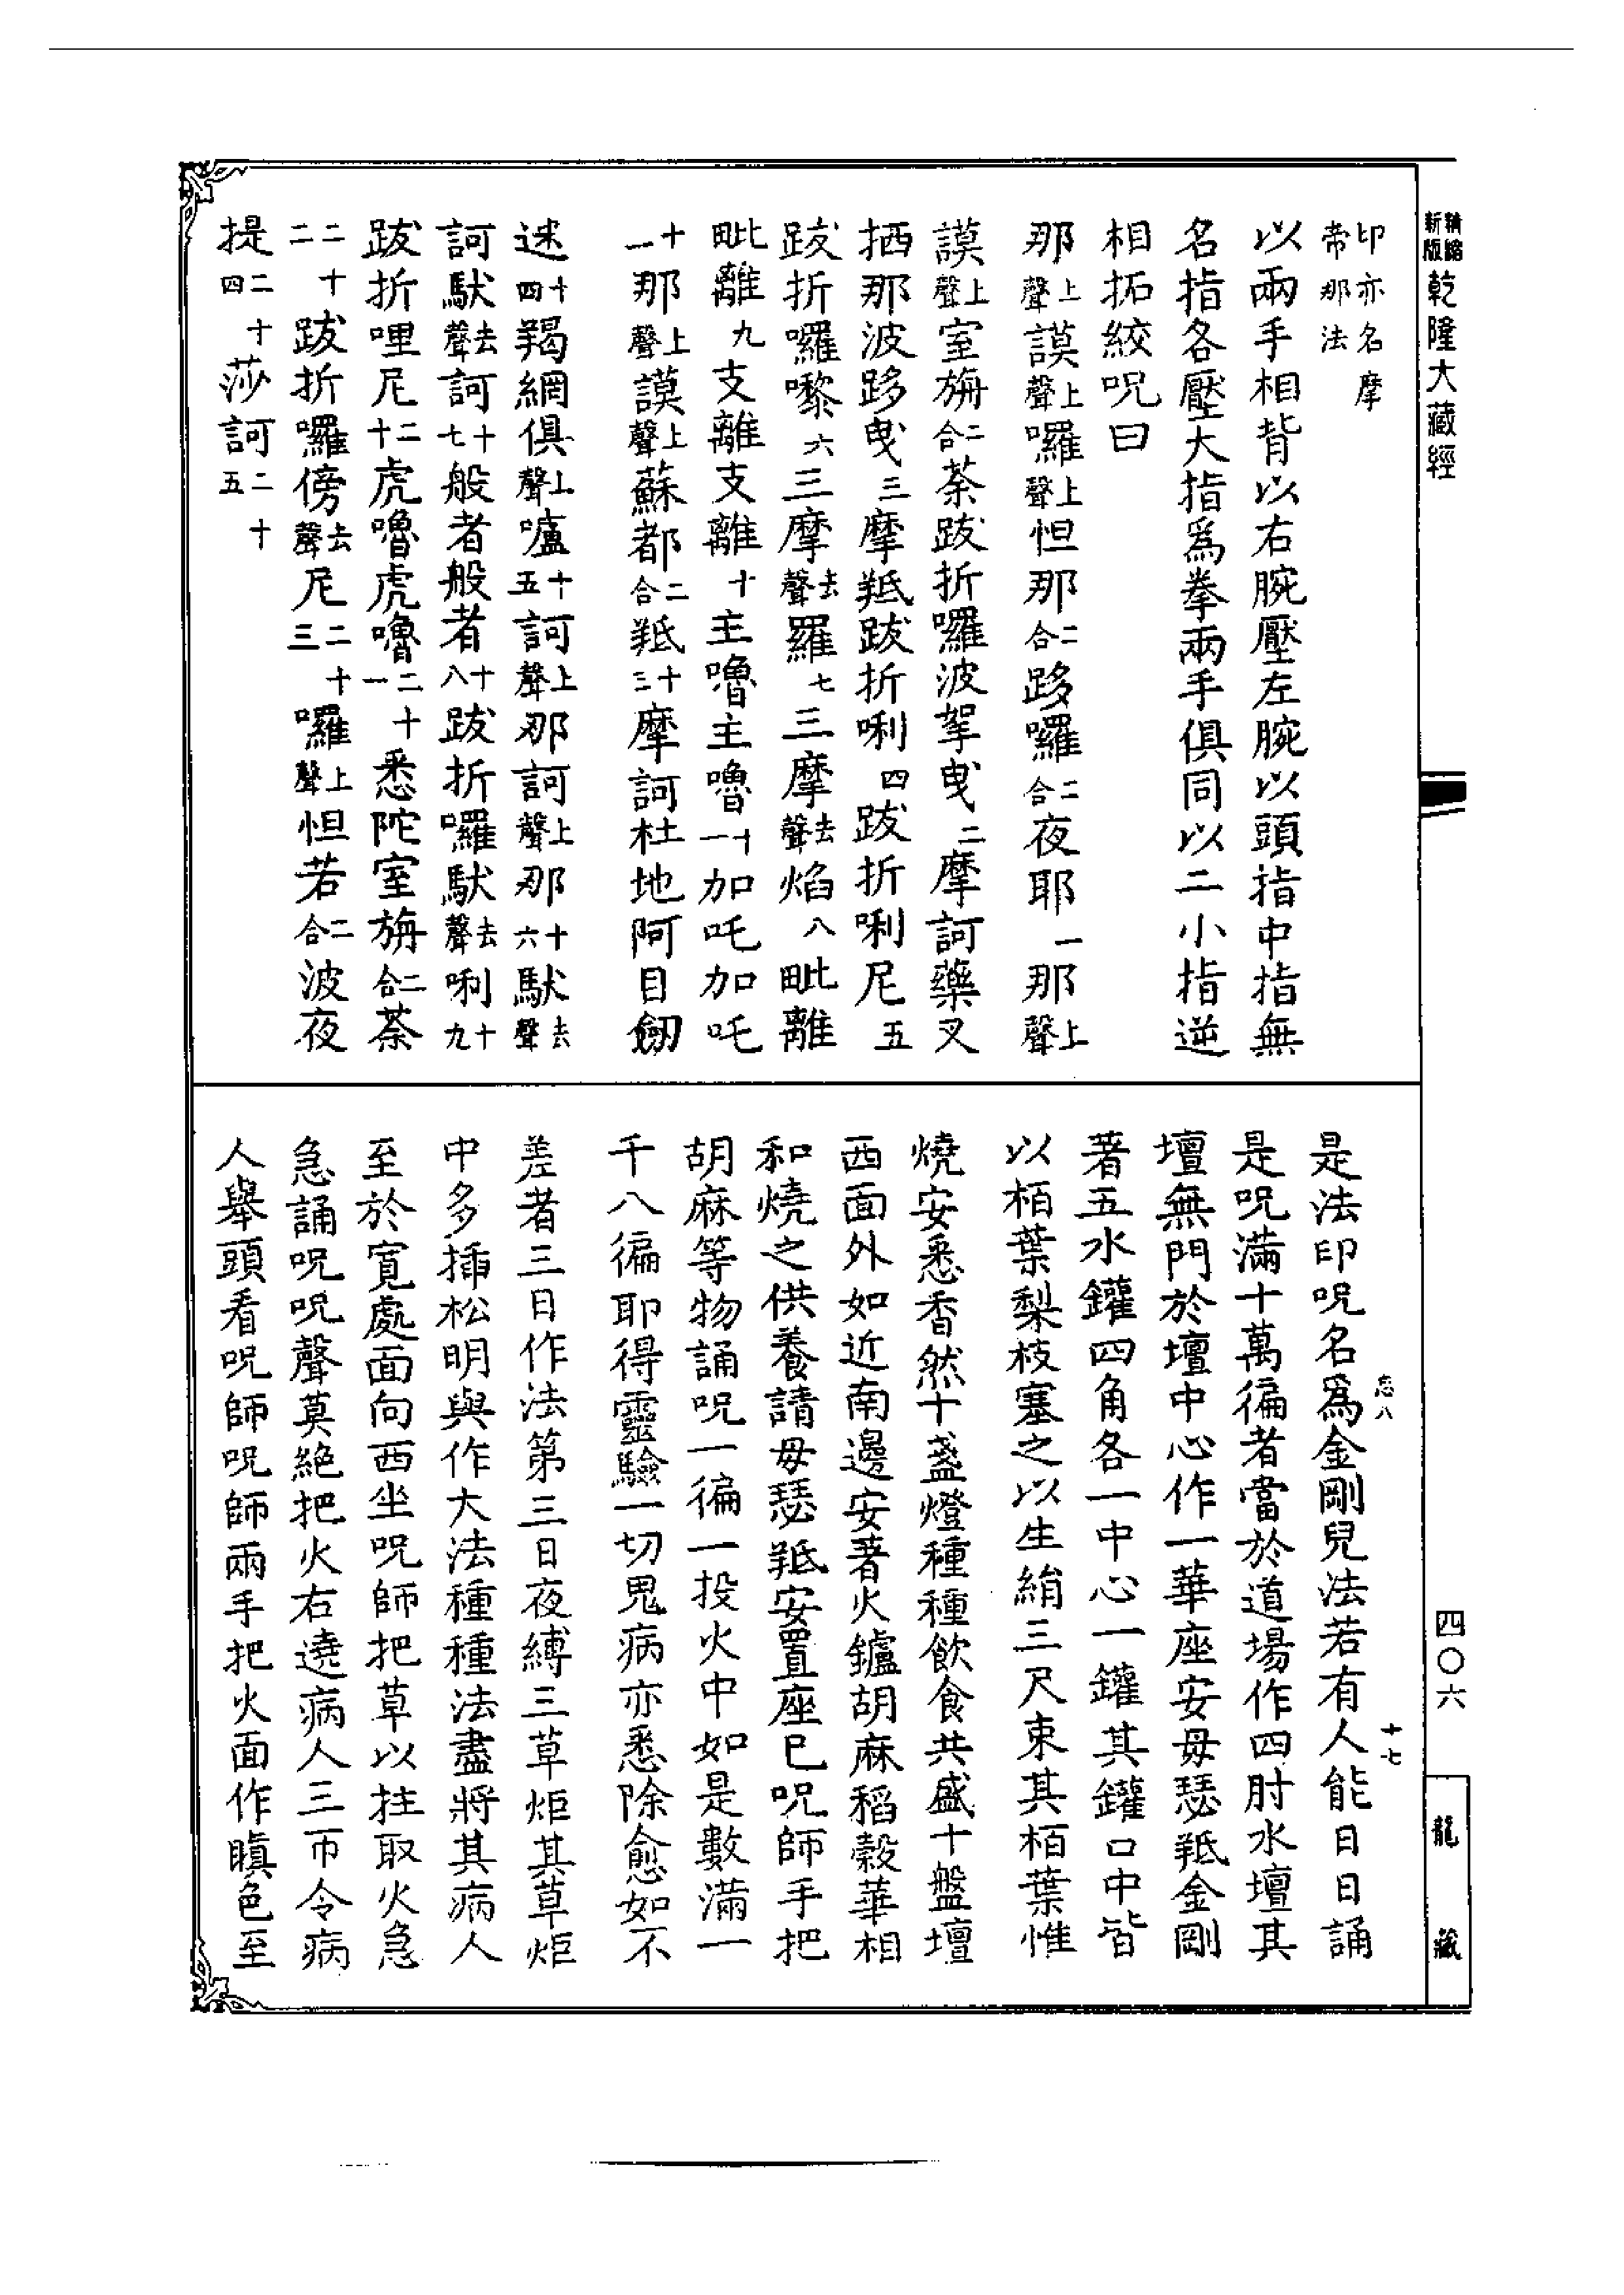 精縮新版乾隆大藏經
四〇六
龍藏
印亦名摩帝那法
以兩手相背以右腕壓左腕以頭指中指無
名指各壓大指爲拳兩手俱同以二小指逆
相拓絞呪曰
那上聲謨上聲囉上聲怛那二合跢囉二合夜耶一那上聲
謨上聲室旃二合荼跋折囉波拏曳二摩訶藥叉
栖那波跢曳三摩羝跋折唎四跋折唎尼五
跋折囉嚟六三摩去聲羅七三摩去聲焰八毗離
毗離九支離支離十主嚕主嚕十一加吒加吒
十一那上聲謨上聲蘇都二合羝十三摩訶杜地阿目劒
迷十四羯網俱上聲嚧十五訶上聲那訶上聲那十六馱去聲
訶馱去聲訶十七般者般者十八跋折囉馱去聲唎十九
跋折哩尼二十虎嚕虎嚕二十一悉陀室旃二合荼
二十二跋折囉傍去聲尼二十三囉上聲怛若二合波夜
提二十四莎訶二十五
忘八
十七
是法印呪名爲金剛兒法若有人能日日誦
是呪滿十萬徧者當於道場作四肘水壇其
壇無門於壇中心作一華座安毋瑟羝金剛
著五水鑵四角各一中心一鑵其鑵口中皆
以栢葉梨枝塞之以生絹三尺束其栢葉惟
燒安悉香然十盞燈種種飲食共盛十盤壇
西面外如近南邊安著火鑪胡麻稻穀華相
和燒之供養請毋瑟羝安置座已呪師手把
胡麻等物誦呪一徧一投火中如是數滿一
千八徧耶得靈驗一切鬼病亦悉除愈如不
差者三日作法第三日夜縛三草炬其草炬
中多揷松明與作大法種種法盡將其病人
至於寬處面向西坐呪師把草以拄取火急
急誦呪呪聲莫絕把火右遶病人三帀令病
人舉頭看呪師呪師兩手把火面作瞋色至